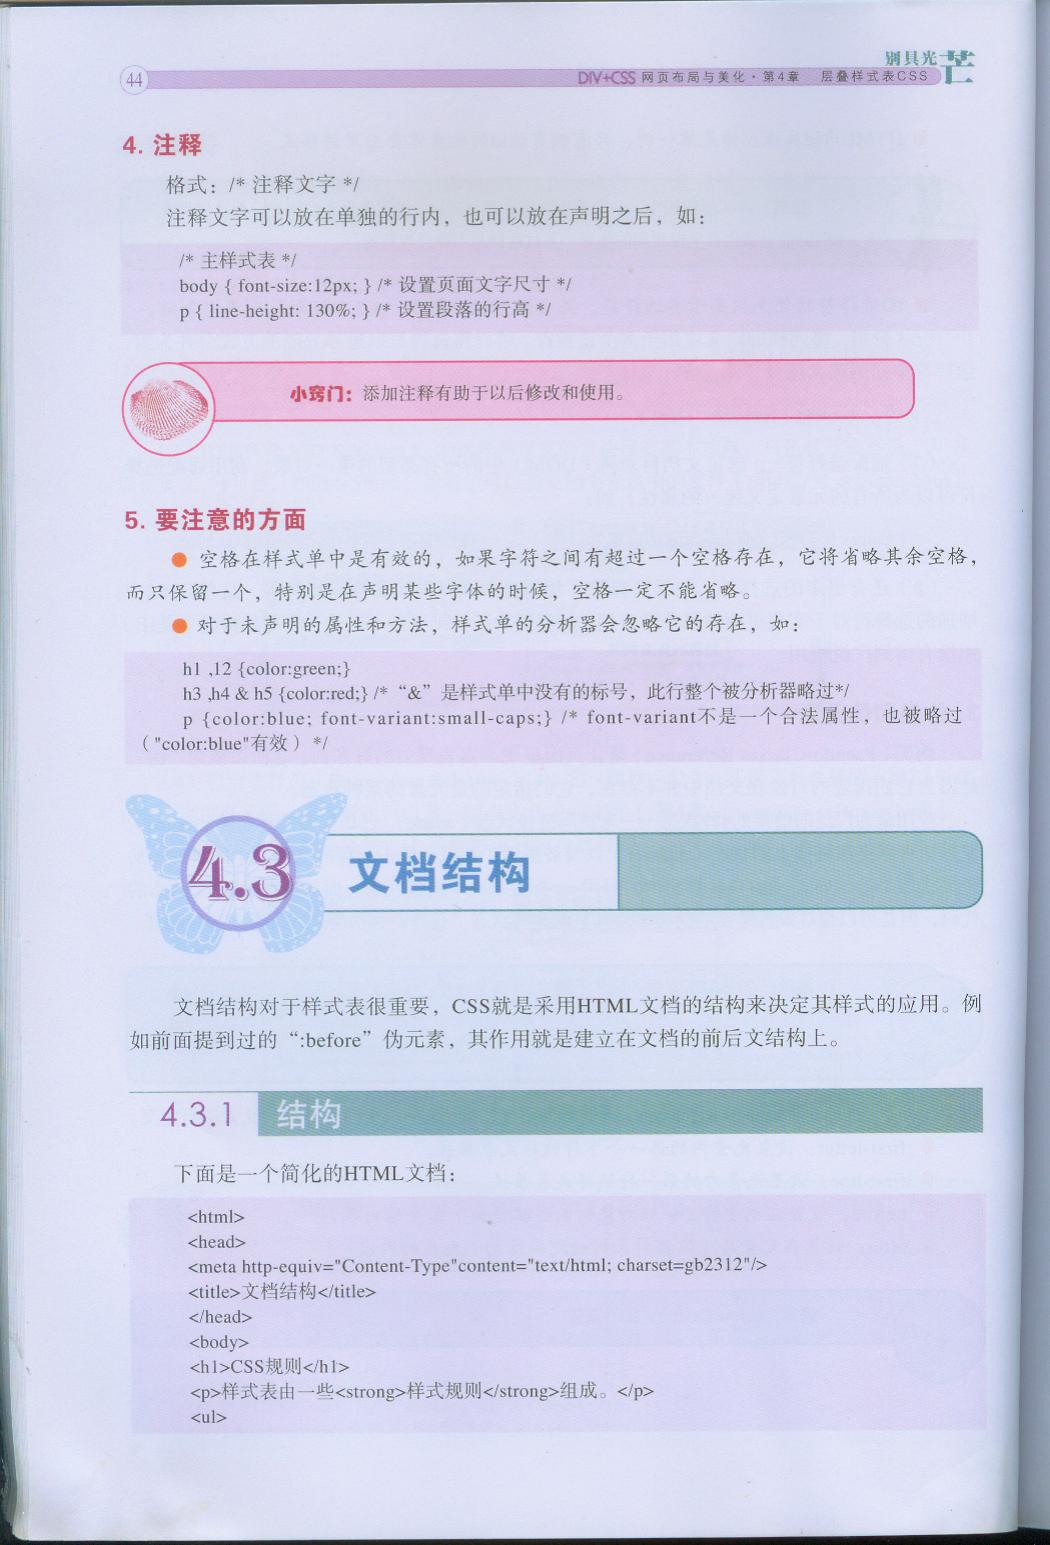 44
别具光芒
DIV+CSS 网页布局与美化·第4章 层叠样式表CSS
4. 注释
格式：/* 注释文字 */
注释文字可以放在单独的行内，也可以放在声明之后，如：
/* 主样式表 */
body { font-size:12px; } /* 设置页面文字尺寸 */
p { line-height: 130%; } /* 设置段落的行高 */
小窍门：添加注释有助于以后修改和使用。
5. 要注意的方面
● 空格在样式单中是有效的，如果字符之间有超过一个空格存在，它将省略其余空格，
而只保留一个，特别是在声明某些字体的时候，空格一定不能省略。
● 对于未声明的属性和方法，样式单的分析器会忽略它的存在，如：
h1 ,12 {color:green;}
h3 ,h4 & h5 {color:red;} /* “&”是样式单中没有的标号，此行整个被分析器略过*/
p {color:blue; font-variant:small-caps;} /* font-variant不是一个合法属性，也被略过
（"color:blue"有效）*/
4.3 文档结构
文档结构对于样式表很重要，CSS就是采用HTML文档的结构来决定其样式的应用。例
如前面提到过的“:before”伪元素，其作用就是建立在文档的前后文结构上。
4.3.1 结构
下面是一个简化的HTML文档：
<html>
<head>
<meta http-equiv="Content-Type"content="text/html; charset=gb2312"/>
<title>文档结构</title>
</head>
<body>
<h1>CSS规则</h1>
<p>样式表由一些<strong>样式规则</strong>组成。</p>
<ul>